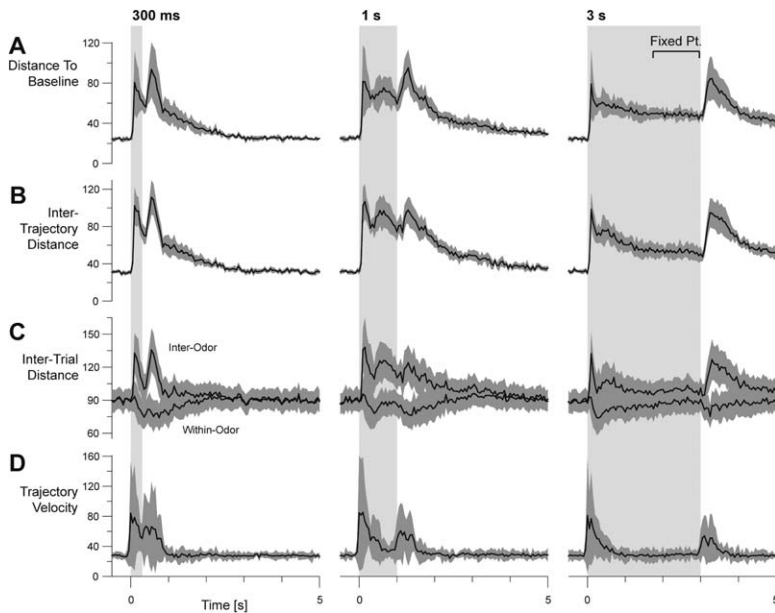 300 ms
1 s
3 s
A
Distance To
Baseline
120
80
40
0
Fixed Pt.
B
Inter-
Trajectory
Distance
120
80
40
0
C
Inter-Trial
Distance
150
120
90
60
Inter-Odor
Within-Odor
D
Trajectory
Velocity
160
120
80
40
0
0 Time [s] 5
0 5
0 5